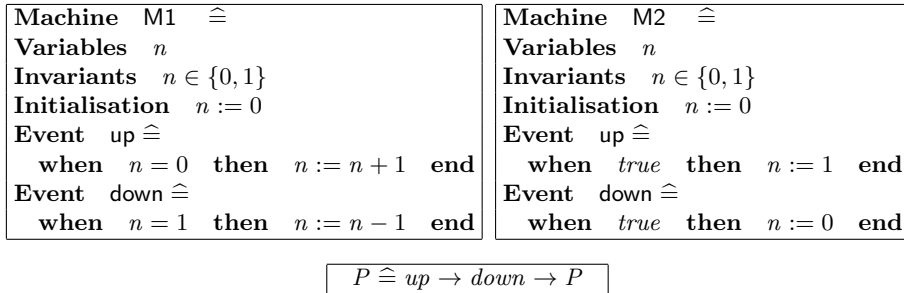 Machine M1 ≙
Variables n
Invariants n ∈ {0, 1}
Initialisation n := 0
Event up ≙
when n = 0 then n := n + 1 end
Event down ≙
when n = 1 then n := n − 1 end
Machine M2 ≙
Variables n
Invariants n ∈ {0, 1}
Initialisation n := 0
Event up ≙
when true then n := 1 end
Event down ≙
when true then n := 0 end
P ≙ up → down → P